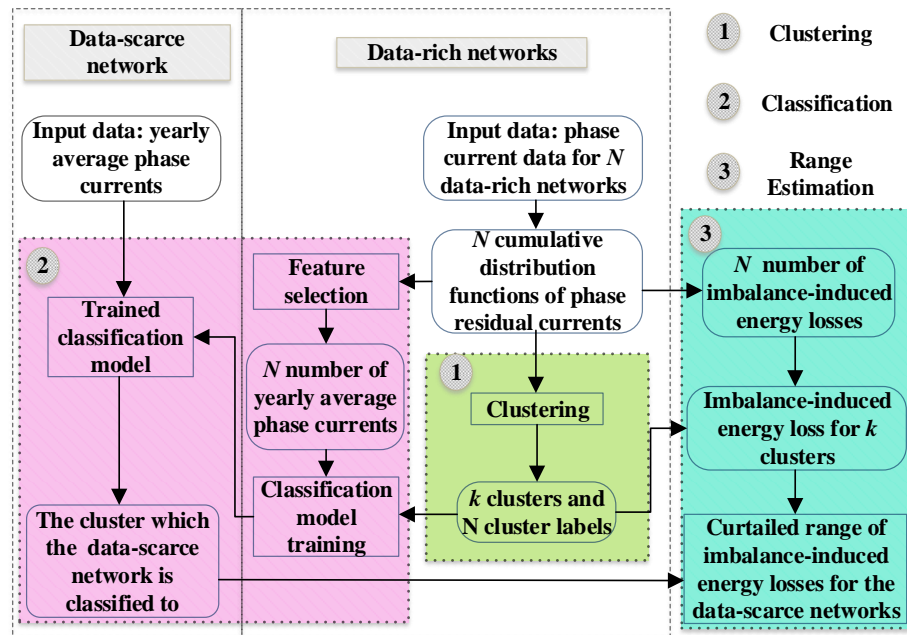 Data-scarce
network
Data-rich networks
1
Clustering
2
Classification
3
Range
Estimation
Input data: yearly
average phase
currents
Input data: phase
current data for N
data-rich networks
2
Trained
classification
model
Feature
selection
N cumulative
distribution
functions of phase
residual currents
3
N number of
imbalance-induced
energy losses
N number of
yearly average
phase currents
1
Clustering
Imbalance-induced
energy loss for k
clusters
Classification
model
training
k clusters and
N cluster labels
The cluster which
the data-scarce
network is
classified to
Curtailed range of
imbalance-induced
energy losses for the
data-scarce networks